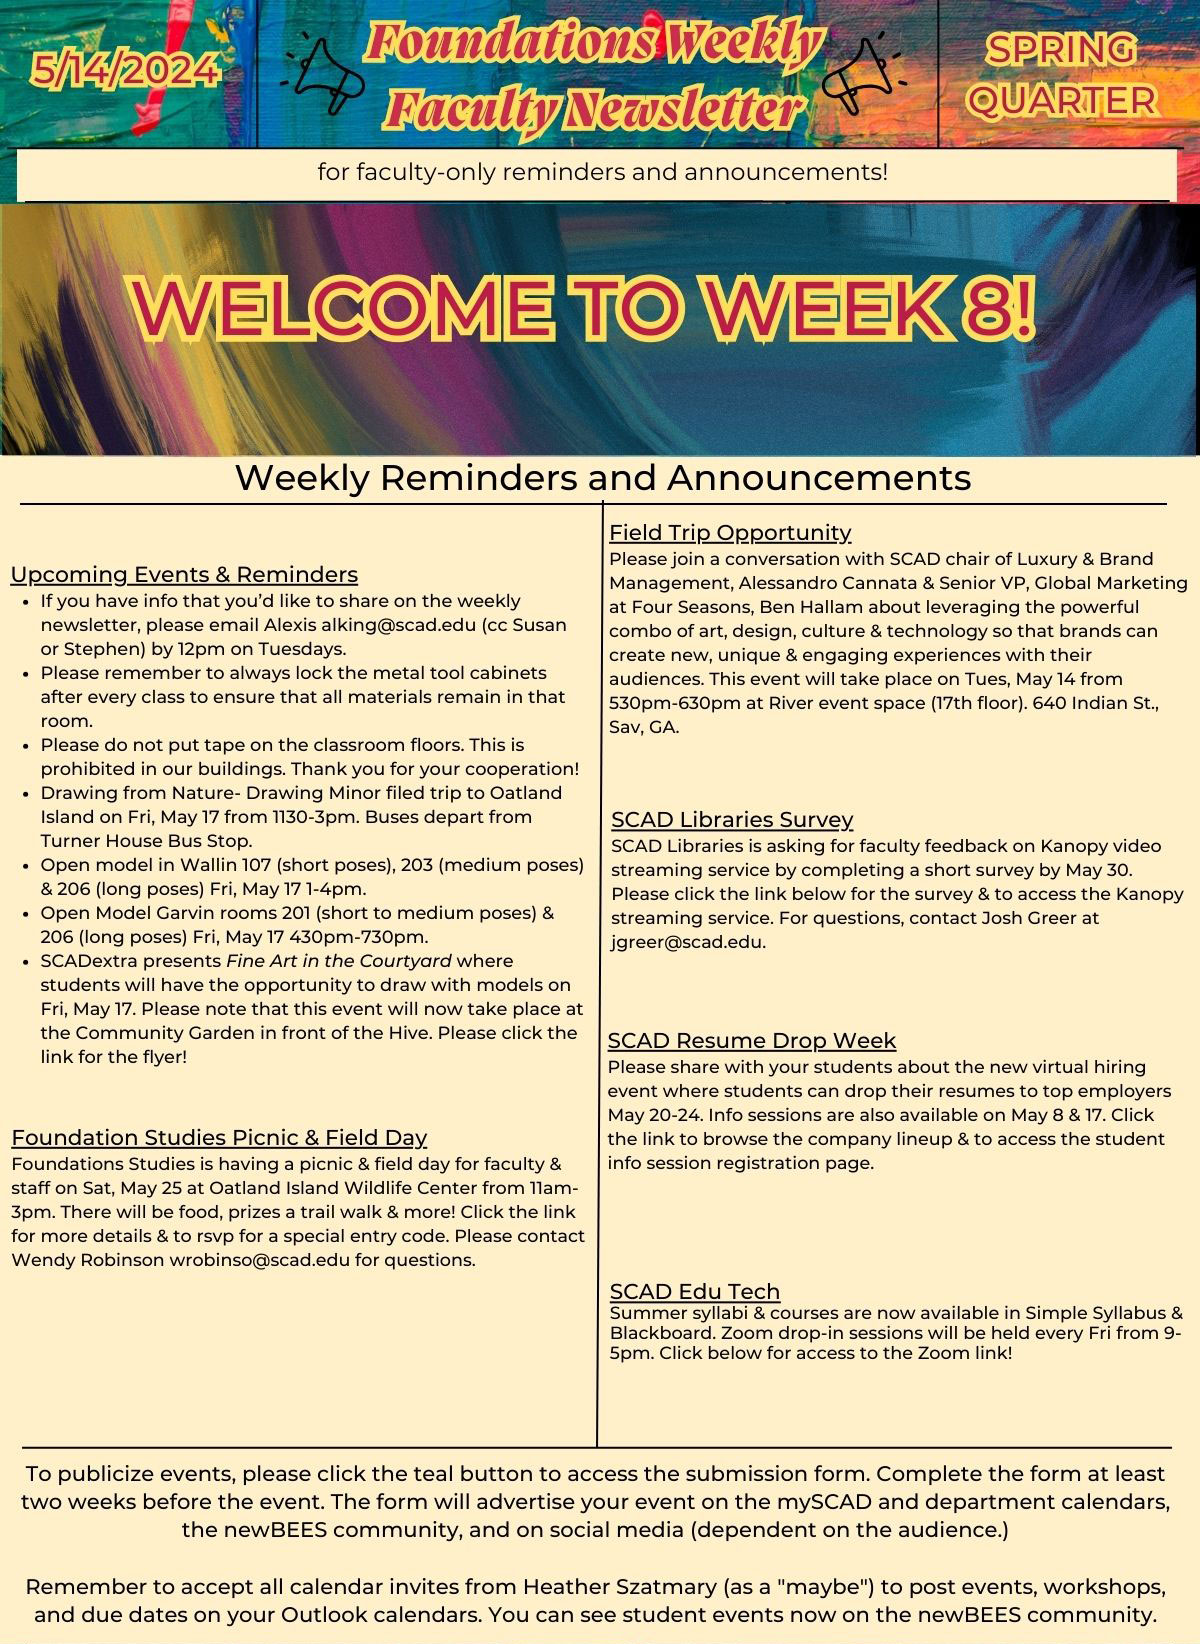 5/14/2024
Foundations Weekly
Faculty Newsletter
SPRING
QUARTER
for faculty-only reminders and announcements!
WELCOME TO WEEK 8!
Weekly Reminders and Announcements
Upcoming Events & Reminders
• If you have info that you’d like to share on the weekly
newsletter, please email Alexis alking@scad.edu (cc Susan
or Stephen) by 12pm on Tuesdays.
• Please remember to always lock the metal tool cabinets
after every class to ensure that all materials remain in that
room.
• Please do not put tape on the classroom floors. This is
prohibited in our buildings. Thank you for your cooperation!
• Drawing from Nature- Drawing Minor filed trip to Oatland
Island on Fri, May 17 from 1130-3pm. Buses depart from
Turner House Bus Stop.
• Open model in Wallin 107 (short poses), 203 (medium poses)
& 206 (long poses) Fri, May 17 1-4pm.
• Open Model Garvin rooms 201 (short to medium poses) &
206 (long poses) Fri, May 17 430pm-730pm.
• SCADextra presents Fine Art in the Courtyard where
students will have the opportunity to draw with models on
Fri, May 17. Please note that this event will now take place at
the Community Garden in front of the Hive. Please click the
link for the flyer!
Foundation Studies Picnic & Field Day
Foundations Studies is having a picnic & field day for faculty &
staff on Sat, May 25 at Oatland Island Wildlife Center from 11am-
3pm. There will be food, prizes a trail walk & more! Click the link
for more details & to rsvp for a special entry code. Please contact
Wendy Robinson wrobinso@scad.edu for questions.
Field Trip Opportunity
Please join a conversation with SCAD chair of Luxury & Brand
Management, Alessandro Cannata & Senior VP, Global Marketing
at Four Seasons, Ben Hallam about leveraging the powerful
combo of art, design, culture & technology so that brands can
create new, unique & engaging experiences with their
audiences. This event will take place on Tues, May 14 from
530pm-630pm at River event space (17th floor). 640 Indian St.,
Sav, GA.
SCAD Libraries Survey
SCAD Libraries is asking for faculty feedback on Kanopy video
streaming service by completing a short survey by May 30.
Please click the link below for the survey & to access the Kanopy
streaming service. For questions, contact Josh Greer at
jgreer@scad.edu.
SCAD Resume Drop Week
Please share with your students about the new virtual hiring
event where students can drop their resumes to top employers
May 20-24. Info sessions are also available on May 8 & 17. Click
the link to browse the company lineup & to access the student
info session registration page.
SCAD Edu Tech
Summer syllabi & courses are now available in Simple Syllabus &
Blackboard. Zoom drop-in sessions will be held every Fri from 9-
5pm. Click below for access to the Zoom link!
To publicize events, please click the teal button to access the submission form. Complete the form at least
two weeks before the event. The form will advertise your event on the mySCAD and department calendars,
the newBEES community, and on social media (dependent on the audience.)
Remember to accept all calendar invites from Heather Szatmary (as a "maybe") to post events, workshops,
and due dates on your Outlook calendars. You can see student events now on the newBEES community.